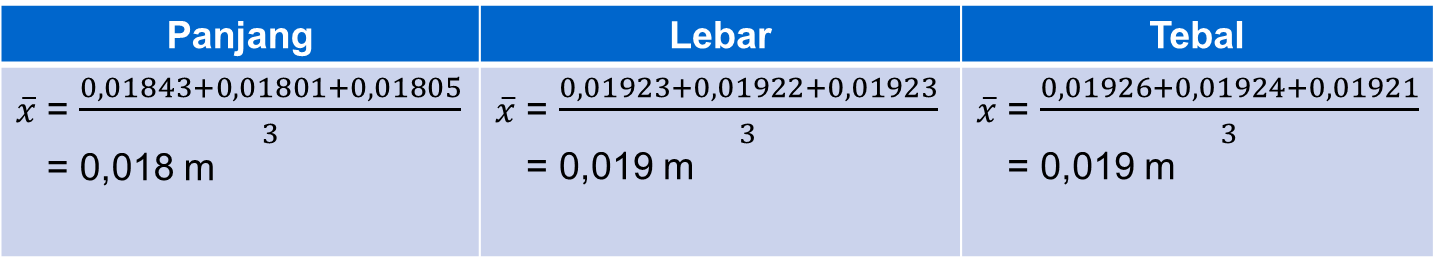 Panjang Lebar Tebal
x̄ = (0,01843+0,01801+0,01805)/3 x̄ = (0,01923+0,01922+0,01923)/3 x̄ = (0,01926+0,01924+0,01921)/3
= 0,018 m = 0,019 m = 0,019 m